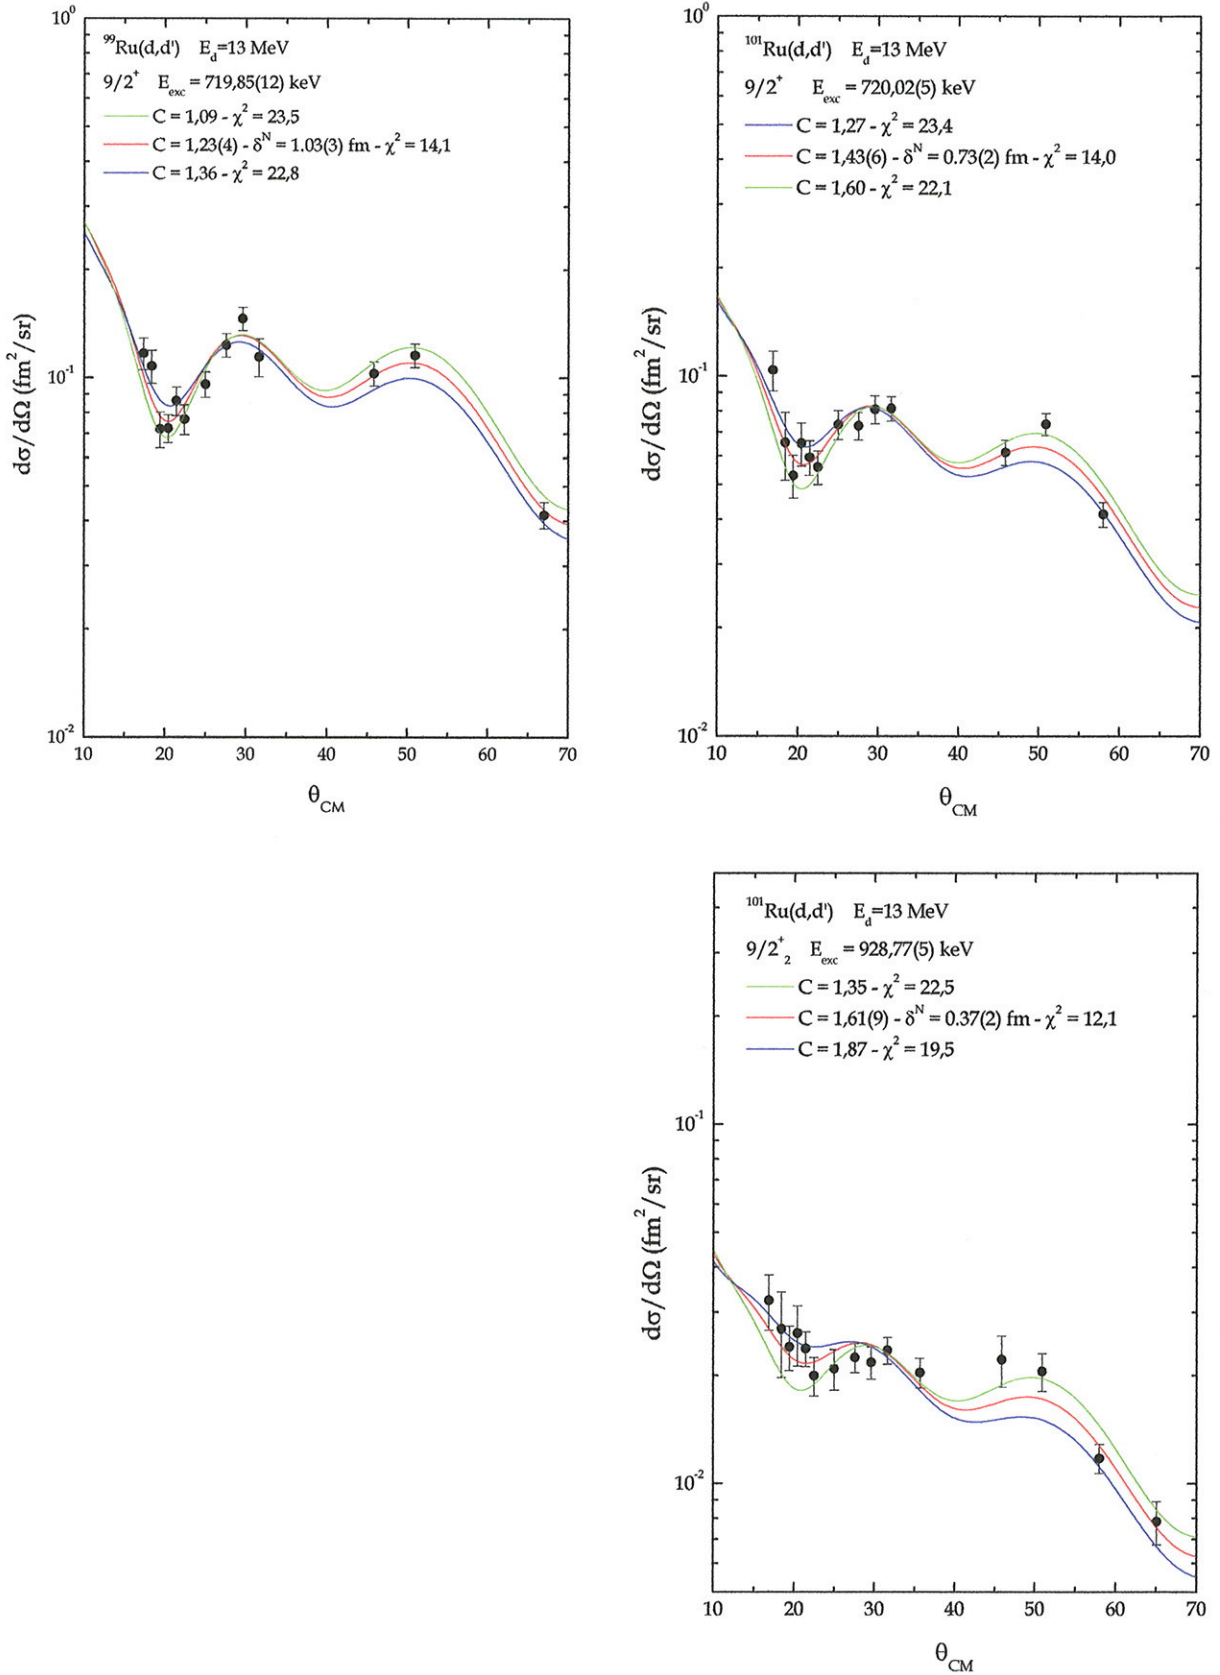 ⁹⁹Ru(d,d') E_d=13 MeV
9/2⁺ E_exc = 719,85(12) keV
C = 1,09 - χ² = 23,5
C = 1,23(4) - δᴺ = 1.03(3) fm - χ² = 14,1
C = 1,36 - χ² = 22,8
10⁰
10⁻¹
10⁻²
dσ/dΩ (fm²/sr)
10 20 30 40 50 60 70
θ_CM
¹⁰¹Ru(d,d') E_d=13 MeV
9/2⁺ E_exc = 720,02(5) keV
C = 1,27 - χ² = 23,4
C = 1,43(6) - δᴺ = 0.73(2) fm - χ² = 14,0
C = 1,60 - χ² = 22,1
10⁰
10⁻¹
10⁻²
dσ/dΩ (fm²/sr)
10 20 30 40 50 60 70
θ_CM
¹⁰¹Ru(d,d') E_d=13 MeV
9/2⁺₂ E_exc = 928,77(5) keV
C = 1,35 - χ² = 22,5
C = 1,61(9) - δᴺ = 0.37(2) fm - χ² = 12,1
C = 1,87 - χ² = 19,5
10⁻¹
10⁻²
dσ/dΩ (fm²/sr)
10 20 30 40 50 60 70
θ_CM